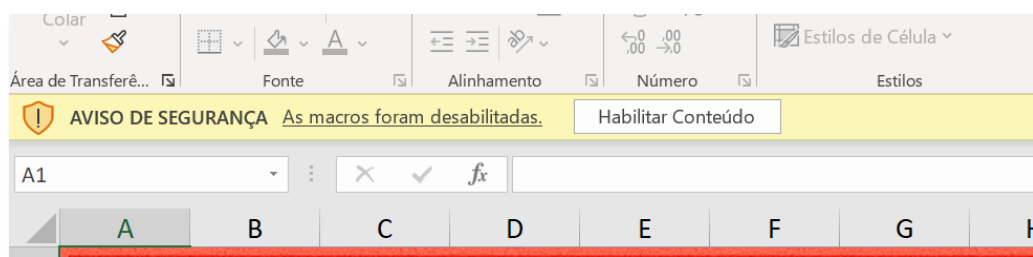 Colar
Estilos de Célula
Área de Transferê...
Fonte
Alinhamento
Número
Estilos
AVISO DE SEGURANÇA As macros foram desabilitadas. Habilitar Conteúdo
A1 fx
A B C D E F G